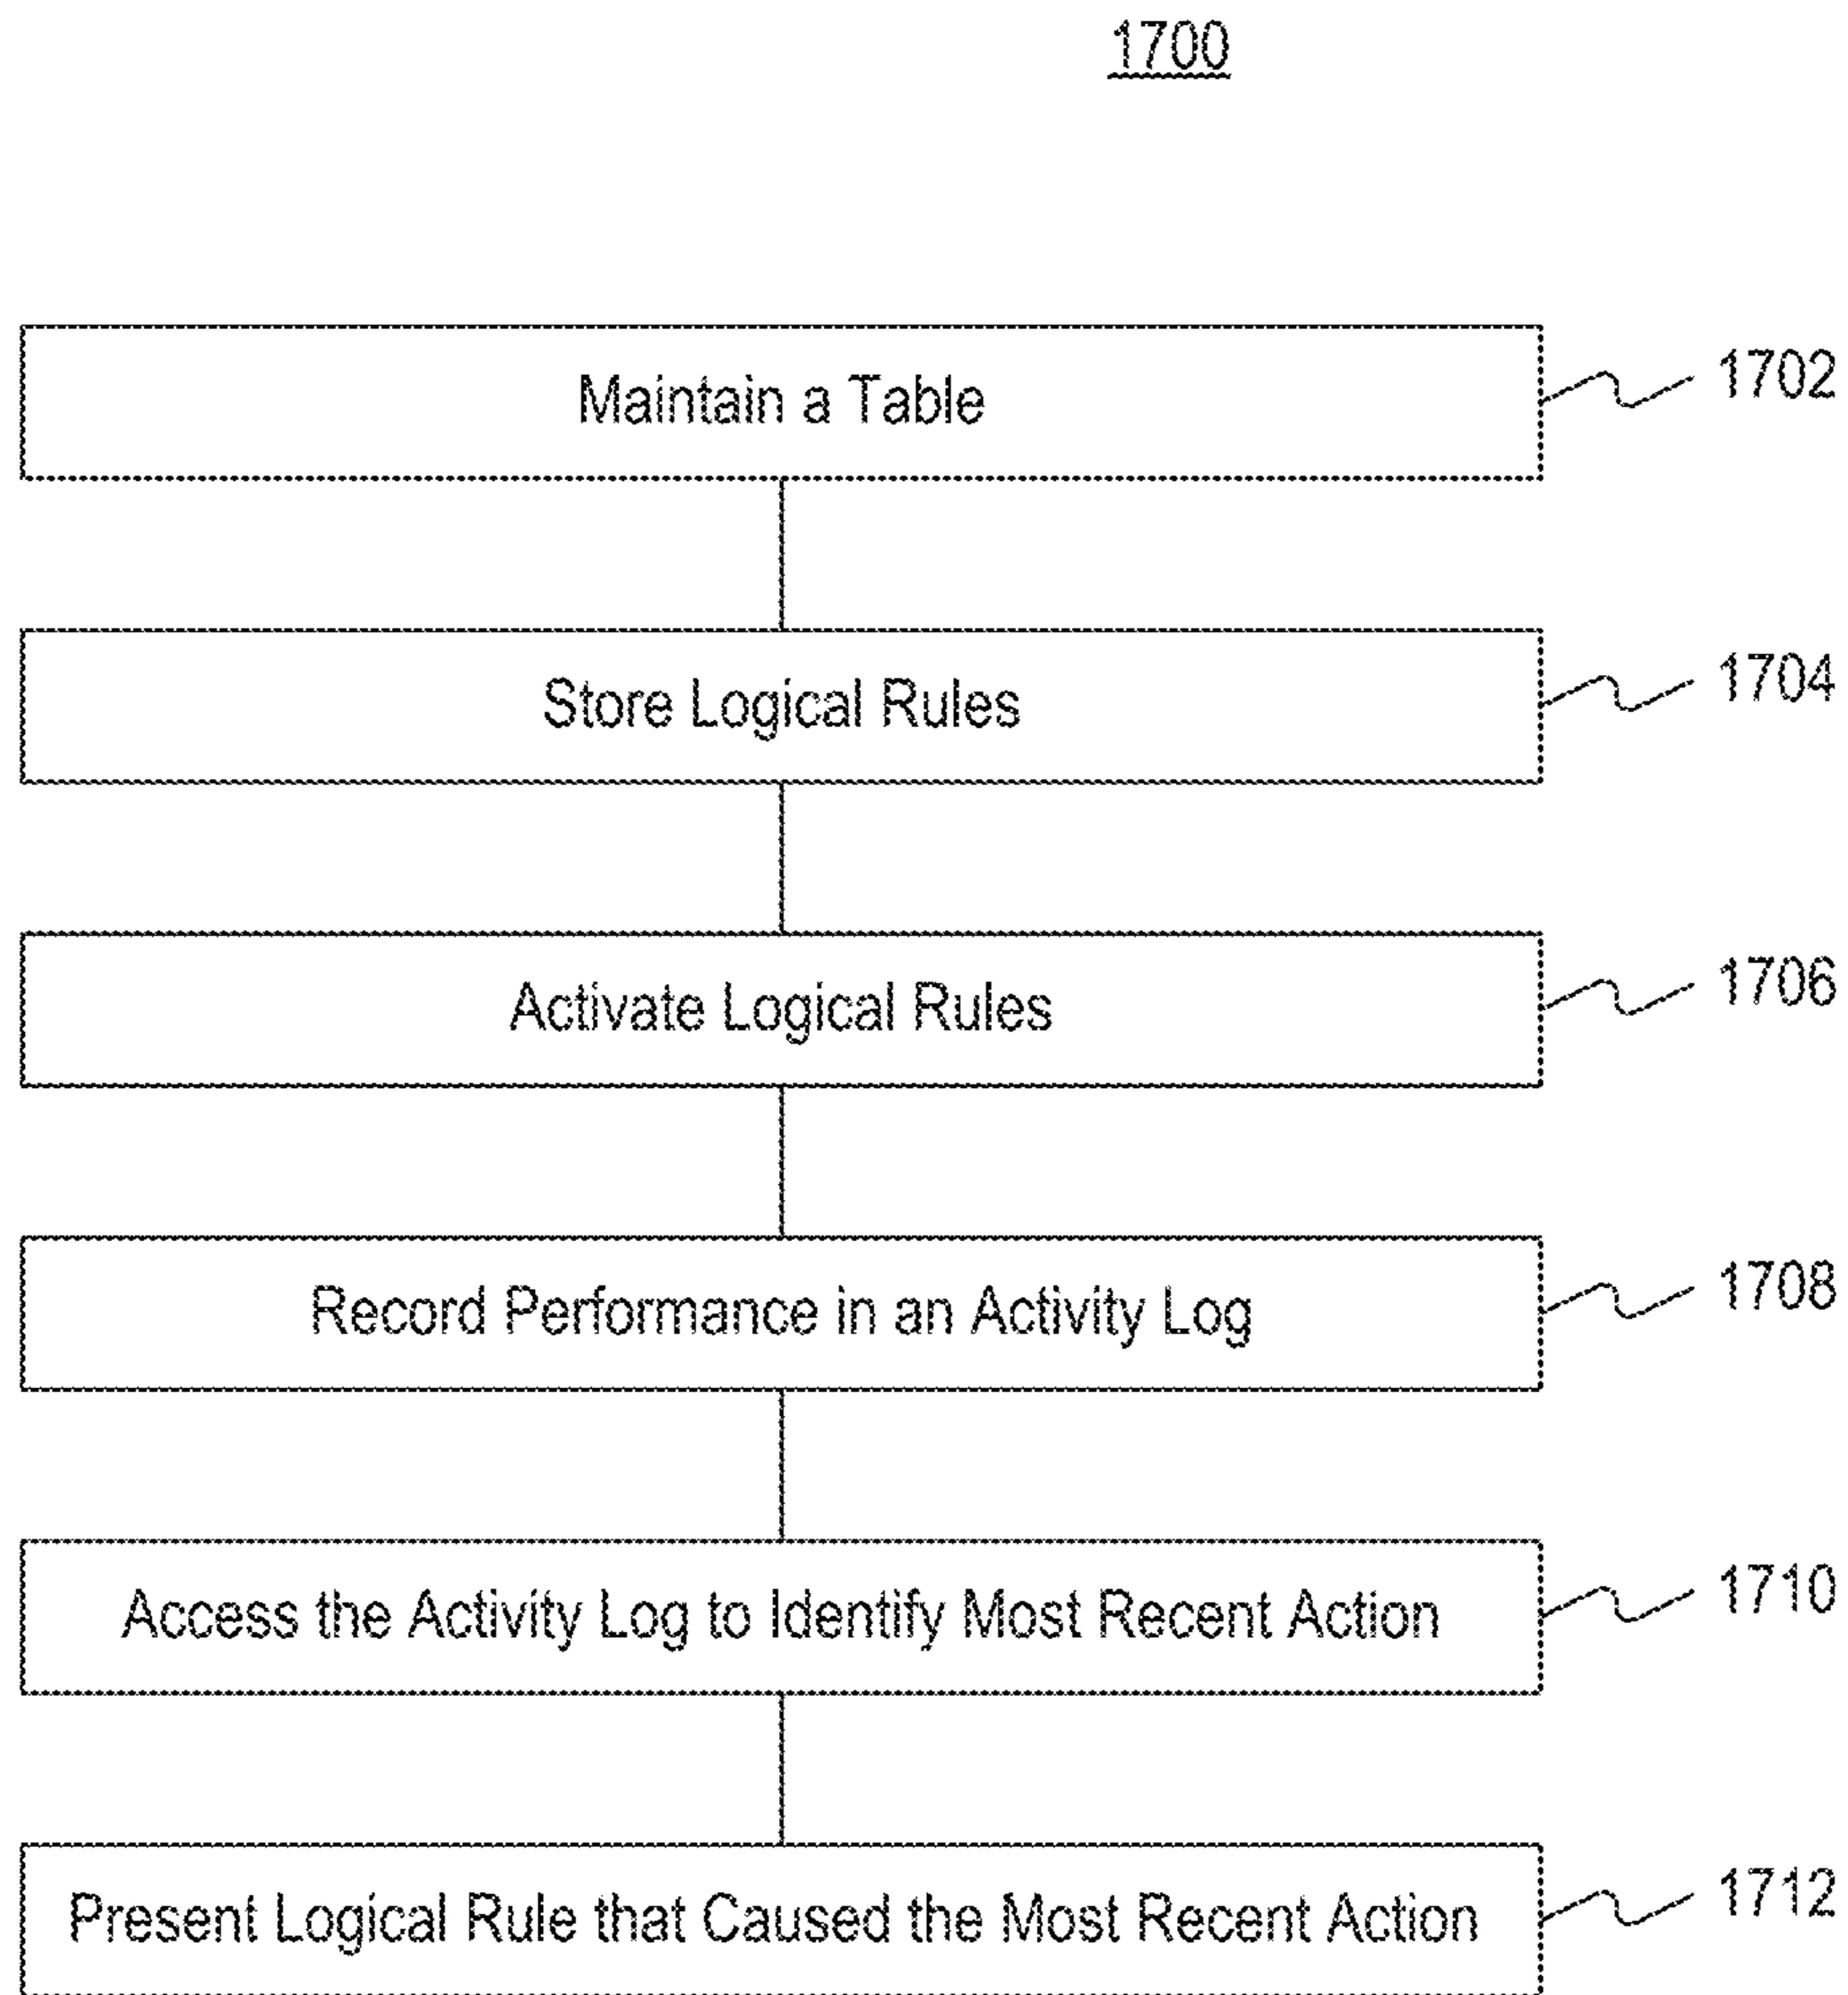 1700
Maintain a Table
1702
Store Logical Rules
1704
Activate Logical Rules
1706
Record Performance in an Activity Log
1708
Access the Activity Log to Identify Most Recent Action
1710
Present Logical Rule that Caused the Most Recent Action
1712